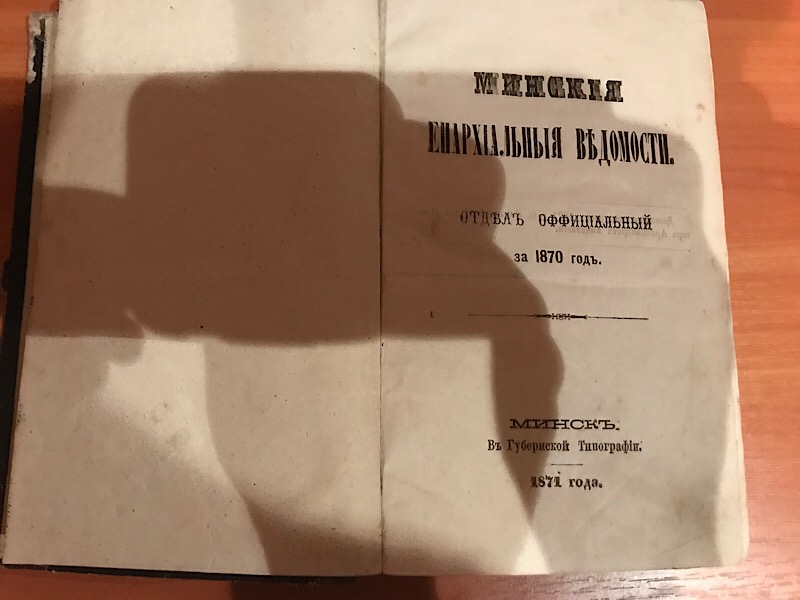 МИНСКІЯ
ЕПАРХІАЛЬНЫЯ ВѢДОМОСТИ.
ОТДѢЛЪ ОФФИЦІАЛЬНЫЙ
за 1870 годъ.
МИНСКЪ.
Въ Губернской Типографіи.
1871 года.